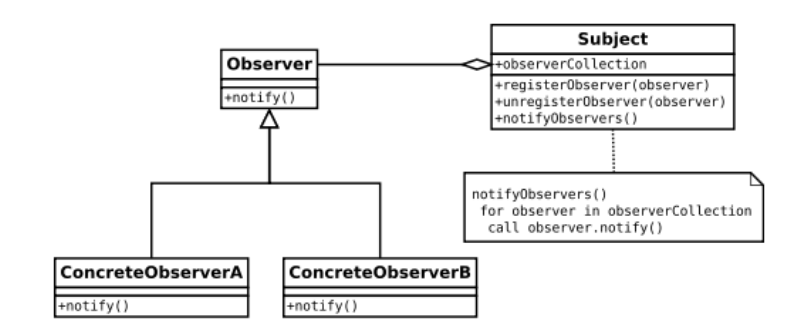 Observer
+notify()
Subject
+observerCollection
+registerObserver(observer)
+unregisterObserver(observer)
+notifyObservers()
notifyObservers()
for observer in observerCollection
call observer.notify()
ConcreteObserverA
+notify()
ConcreteObserverB
+notify()